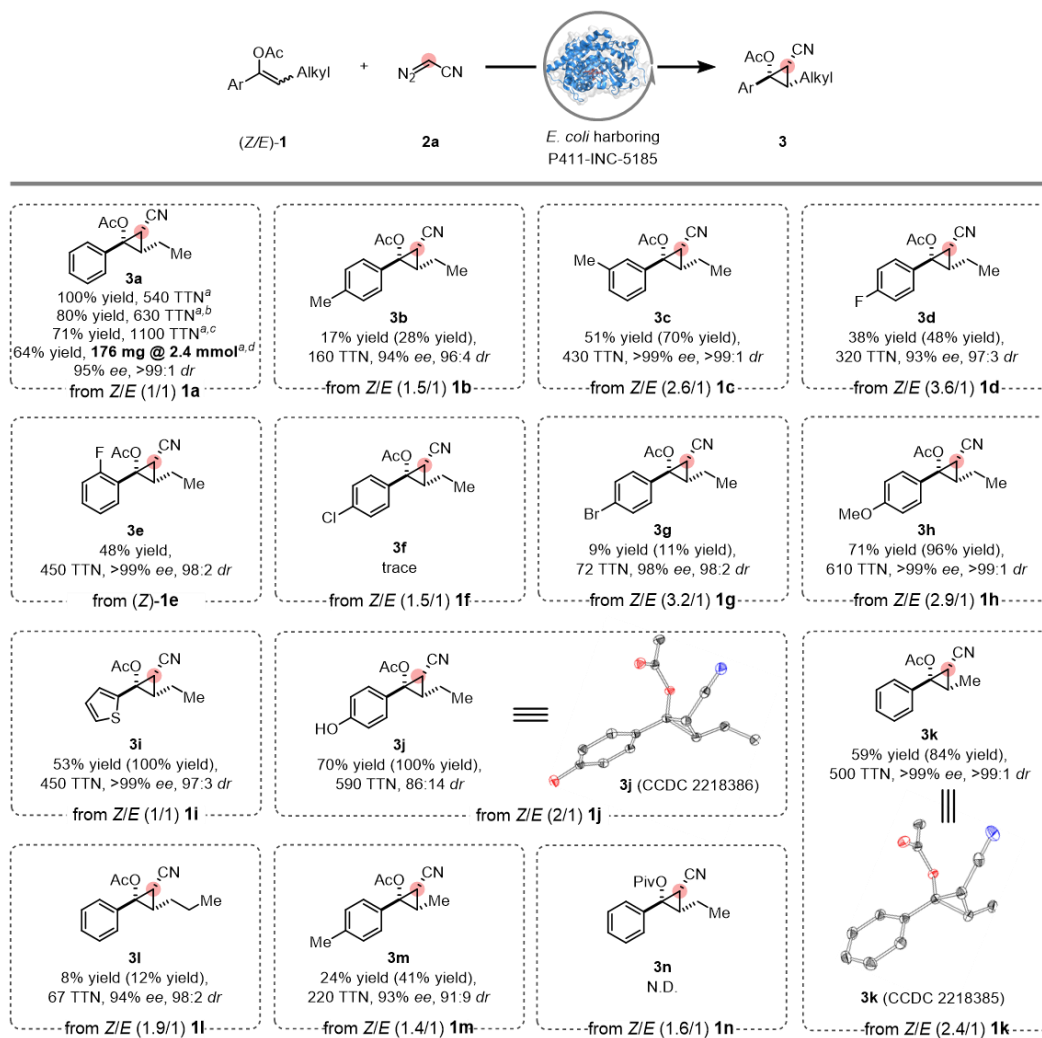 OAc
Ar
Alkyl
+
N2
CN
AcO
CN
Ar
Alkyl
(Z/E)-1
2a
E. coli harboring
P411-INC-5185
3
AcO
CN
Me
3a
100% yield, 540 TTNa
80% yield, 630 TTNa,b
71% yield, 1100 TTNa,c
64% yield, 176 mg @ 2.4 mmola,d
95% ee, >99:1 dr
from Z/E (1/1) 1a
AcO
CN
Me
Me
3b
17% yield (28% yield),
160 TTN, 94% ee, 96:4 dr
from Z/E (1.5/1) 1b
AcO
CN
Me
Me
3c
51% yield (70% yield),
430 TTN, >99% ee, >99:1 dr
from Z/E (2.6/1) 1c
AcO
CN
Me
F
3d
38% yield (48% yield),
320 TTN, 93% ee, 97:3 dr
from Z/E (3.6/1) 1d
F
AcO
CN
Me
3e
48% yield,
450 TTN, >99% ee, 98:2 dr
from (Z)-1e
AcO
CN
Me
Cl
3f
trace
from Z/E (1.5/1) 1f
AcO
CN
Me
Br
3g
9% yield (11% yield),
72 TTN, 98% ee, 98:2 dr
from Z/E (3.2/1) 1g
AcO
CN
Me
MeO
3h
71% yield (96% yield),
610 TTN, >99% ee, >99:1 dr
from Z/E (2.9/1) 1h
AcO
CN
Me
S
3i
53% yield (100% yield),
450 TTN, >99% ee, 97:3 dr
from Z/E (1/1) 1i
AcO
CN
Me
HO
3j
70% yield (100% yield),
590 TTN, 86:14 dr
3j (CCDC 2218386)
from Z/E (2/1) 1j
AcO
CN
Me
3k
59% yield (84% yield),
500 TTN, >99% ee, >99:1 dr
3k (CCDC 2218385)
from Z/E (2.4/1) 1k
AcO
CN
Me
3l
8% yield (12% yield),
67 TTN, 94% ee, 98:2 dr
from Z/E (1.9/1) 1l
AcO
CN
Me
Me
3m
24% yield (41% yield),
220 TTN, 93% ee, 91:9 dr
from Z/E (1.4/1) 1m
PivO
CN
Me
3n
N.D.
from Z/E (1.6/1) 1n